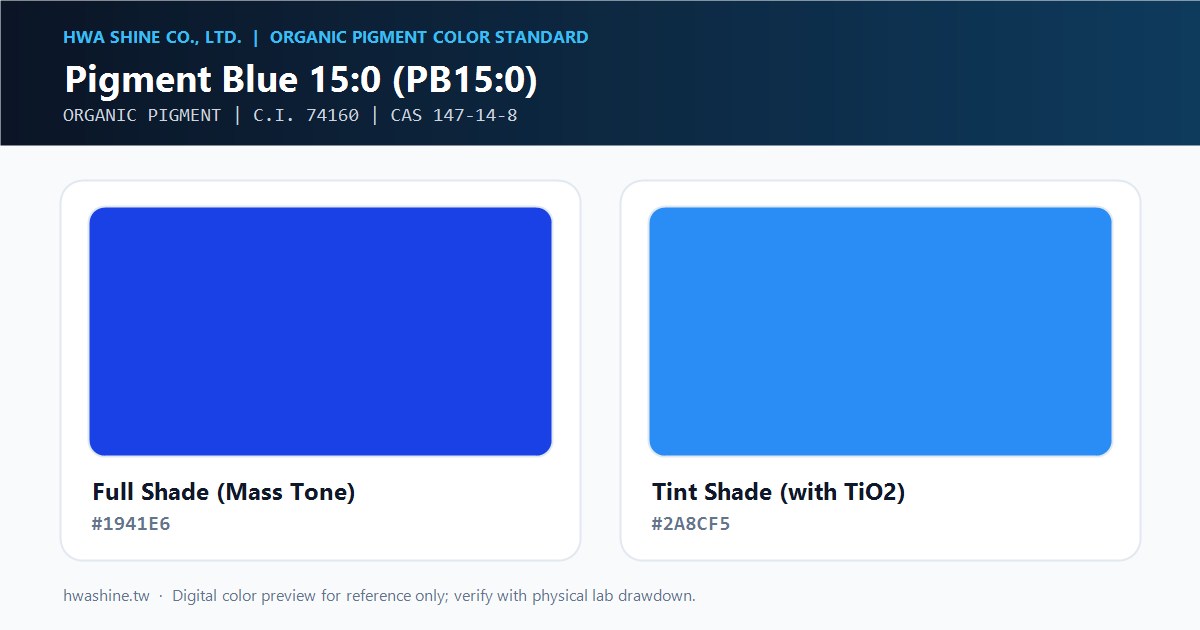 HWA SHINE CO., LTD. | ORGANIC PIGMENT COLOR STANDARD
Pigment Blue 15:0 (PB15:0)
ORGANIC PIGMENT | C.I. 74160 | CAS 147-14-8
Full Shade (Mass Tone)
#1941E6
Tint Shade (with TiO2)
#2A8CF5
hwashine.tw · Digital color preview for reference only; verify with physical lab drawdown.